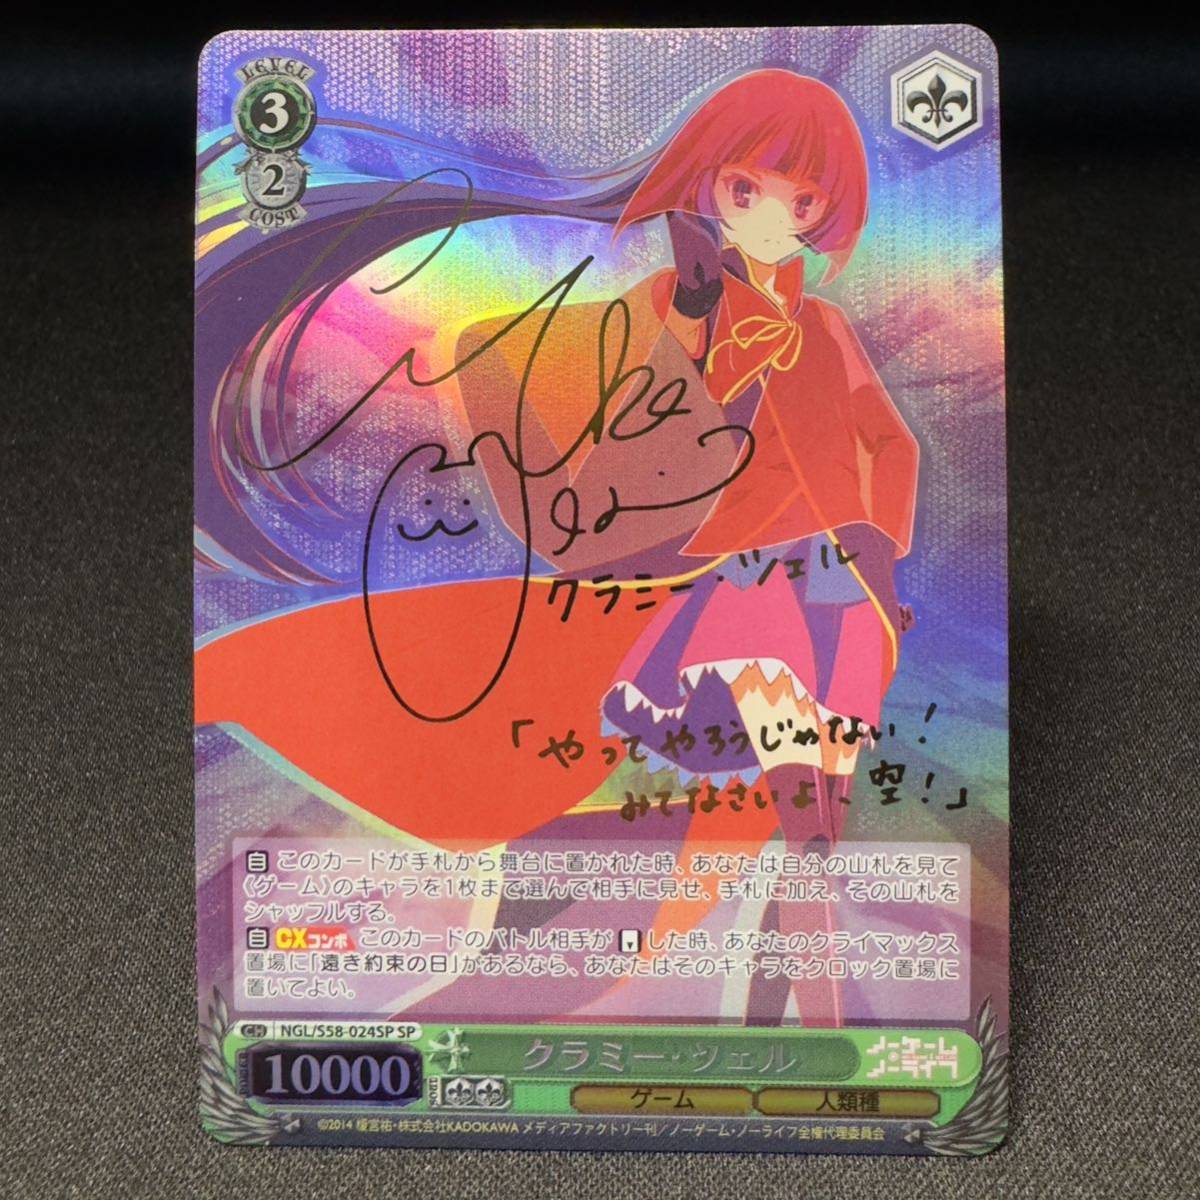 LEVEL
3
2
COST
クラミー・ツェル
「やってやろうじゃない!
みてなさいよ、空!」
自 このカードが手札から舞台に置かれた時、あなたは自分の山札を見て
《ゲーム》のキャラを1枚まで選んで相手に見せ、手札に加え、その山札を
シャッフルする。
自 CXコンボ このカードのバトル相手が した時、あなたのクライマックス
置場に「遠き約束の日」があるなら、あなたはそのキャラをクロック置場に
置いてよい。
CH NGL/S58-024SP SP
10000
クラミー・ツェル
ノーゲーム
ノーライフ
ゲーム 人類種
©2014 榎宮祐・株式会社KADOKAWA メディアファクトリー刊/ノーゲーム・ノーライフ全権代理委員会